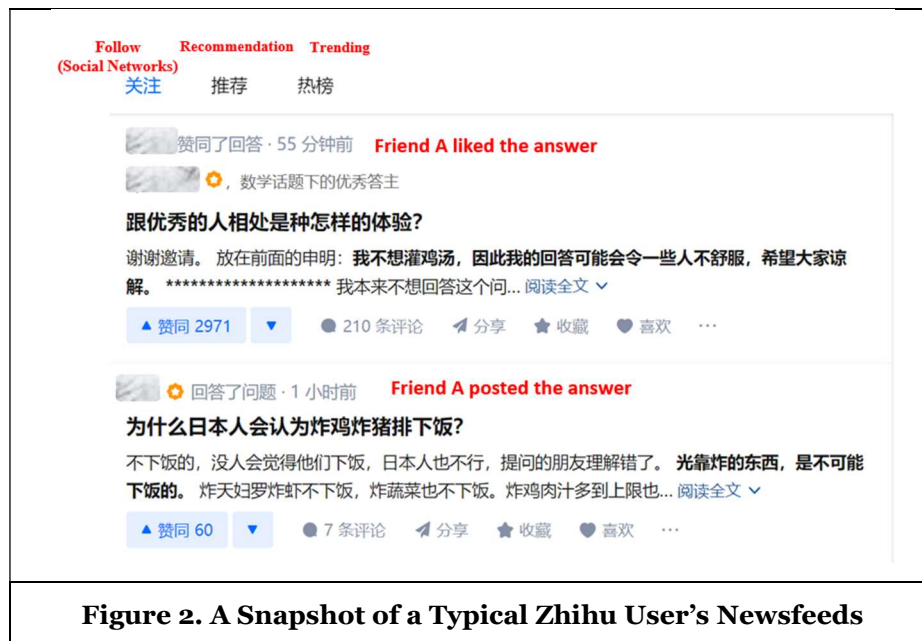 Follow Recommendation Trending
(Social Networks)
关注 推荐 热榜
赞同了回答 · 55 分钟前 Friend A liked the answer
，数学话题下的优秀答主
跟优秀的人相处是种怎样的体验？
谢谢邀请。 放在前面的申明：我不想灌鸡汤，因此我的回答可能会令一些人不舒服，希望大家谅
解。 ******************** 我本来不想回答这个问... 阅读全文
赞同 2971 210 条评论 分享 收藏 喜欢 ···
回答了问题 · 1 小时前 Friend A posted the answer
为什么日本人会认为炸鸡炸猪排下饭？
不下饭的，没人会觉得他们下饭，日本人也不行，提问的朋友理解错了。 光靠炸的东西，是不可能
下饭的。 炸天妇罗炸虾不下饭，炸蔬菜也不下饭。炸鸡肉汁多到上限也... 阅读全文
赞同 60 7 条评论 分享 收藏 喜欢 ···
Figure 2. A Snapshot of a Typical Zhihu User's Newsfeeds